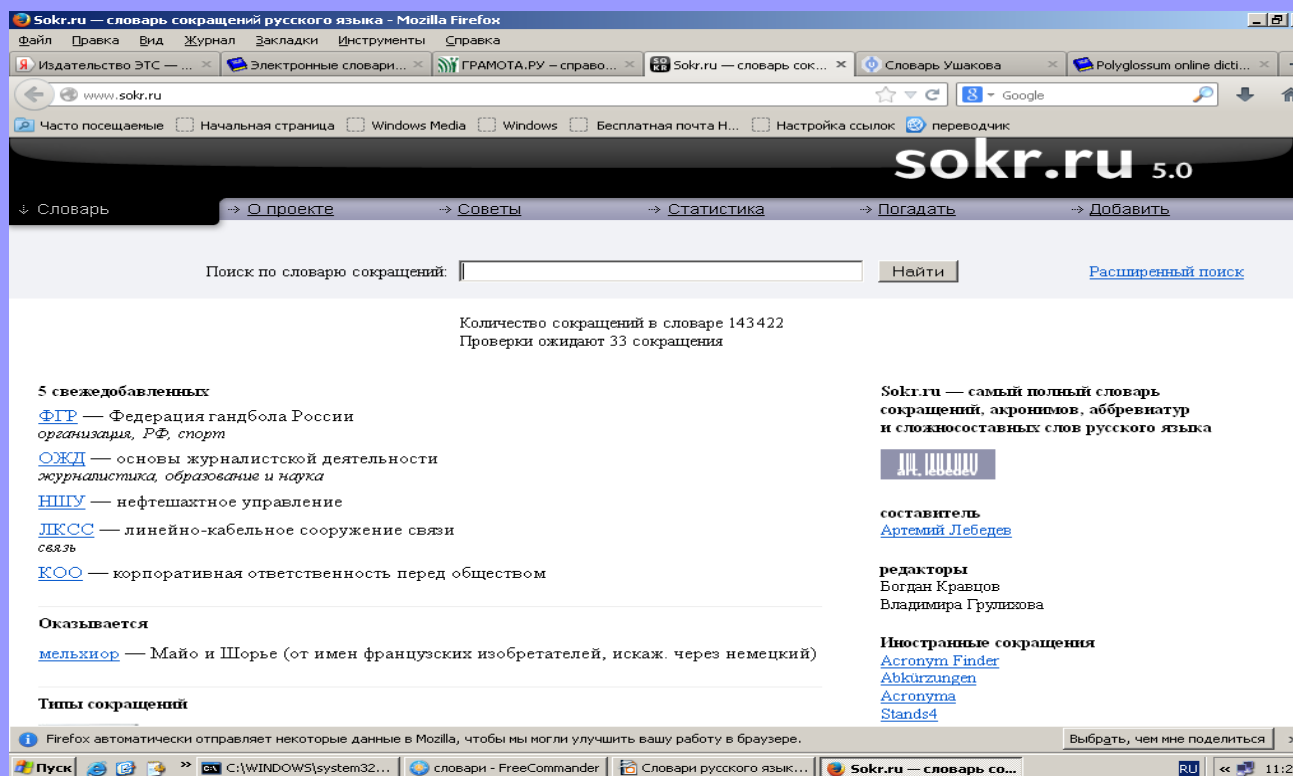 Sokr.ru — словарь сокращений русского языка - Mozilla Firefox
Файл Правка Вид Журнал Закладки Инструменты Справка
Издательство ЭТС — ... Электронные словари... ГРАМОТА.РУ – справо... Sokr.ru — словарь сок... Словарь Ушакова Polyglossum online dicti...
www.sokr.ru Google
Часто посещаемые Начальная страница Windows Media Windows Бесплатная почта H... Настройка ссылок переводчик
sokr.ru 5.0
↓ Словарь → О проекте → Советы → Статистика → Погадать → Добавить
Поиск по словарю сокращений: Найти Расширенный поиск
Количество сокращений в словаре 143422
Проверки ожидают 33 сокращения
5 свежедобавленных
ФГР — Федерация гандбола России
организация, РФ, спорт
ОЖД — основы журналистской деятельности
журналистика, образование и наука
НШУ — нефтешахтное управление
ЛКСС — линейно-кабельное сооружение связи
связь
КОО — корпоративная ответственность перед обществом
Оказывается
мельхиор — Майо и Шорье (от имен французских изобретателей, искаж. через немецкий)
Типы сокращений
Sokr.ru — самый полный словарь
сокращений, акронимов, аббревиатур
и сложносоставных слов русского языка
art. lebedev
составитель
Артемий Лебедев
редакторы
Богдан Кравцов
Владимира Грулихова
Иностранные сокращения
Acronym Finder
Abkürzungen
Acronyma
Stands4
Firefox автоматически отправляет некоторые данные в Mozilla, чтобы мы могли улучшить вашу работу в браузере. Выбрать, чем мне поделиться
Пуск » C:\WINDOWS\system32... словари - FreeCommander Словари русского язык... Sokr.ru — словарь со... RU « 11:2